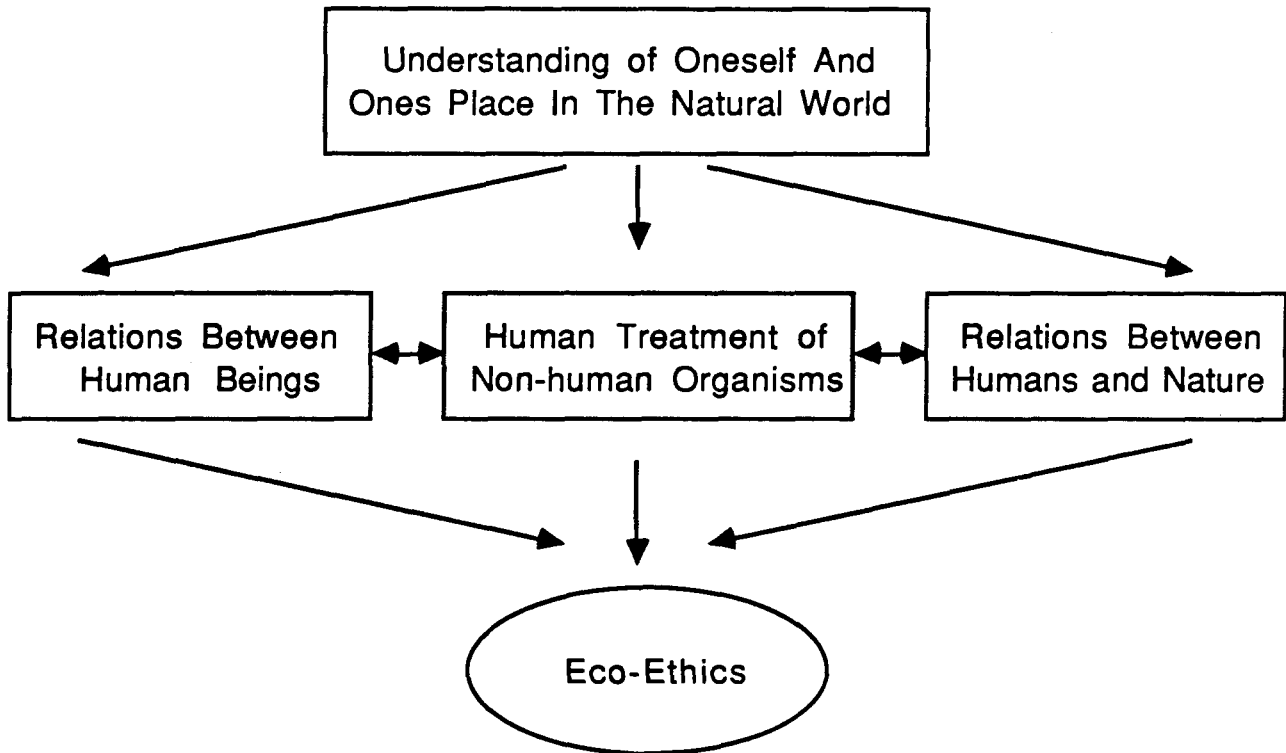 Understanding of Oneself And
Ones Place In The Natural World
Relations Between
Human Beings
Human Treatment of
Non-human Organisms
Relations Between
Humans and Nature
Eco-Ethics